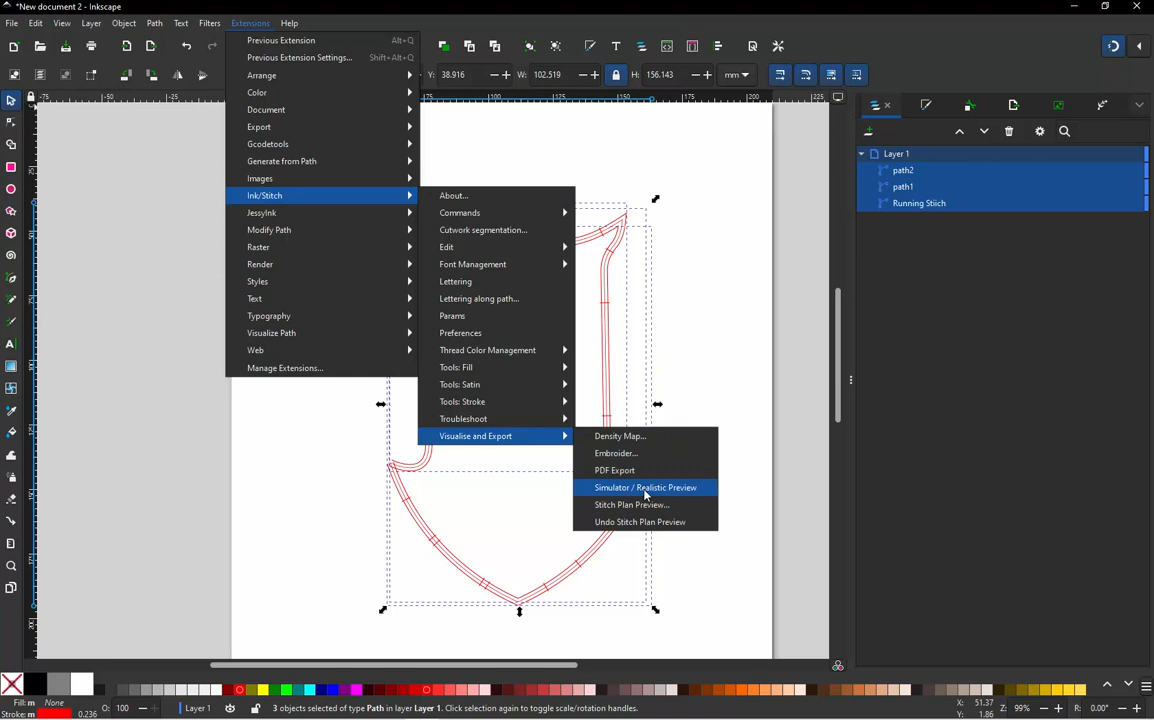 *New document 2 - Inkscape
File Edit View Layer Object Path Text Filters Extensions Help
Y: 38.916 W: 102.519 H: 156.143 mm
Previous Extension Alt+Q
Previous Extension Settings... Shift+Alt+Q
Arrange
Color
Document
Export
Gcodetools
Generate from Path
Images
Ink/Stitch
JessyInk
Modify Path
Raster
Render
Styles
Text
Typography
Visualize Path
Web
Manage Extensions...
About...
Commands
Cutwork segmentation...
Edit
Font Management
Lettering
Lettering along path...
Params
Preferences
Thread Color Management
Tools: Fill
Tools: Satin
Tools: Stroke
Troubleshoot
Visualise and Export
Density Map...
Embroider...
PDF Export
Simulator / Realistic Preview
Stitch Plan Preview...
Undo Stitch Plan Preview
Layer 1
path2
path1
Running Stiich
Fill: m None
Stroke: m 0.236
O: 100
Layer 1
3 objects selected of type Path in layer Layer 1. Click selection again to toggle scale/rotation handles.
X: 51.37
Y: 1.86
Z: 99%
R: 0.00°